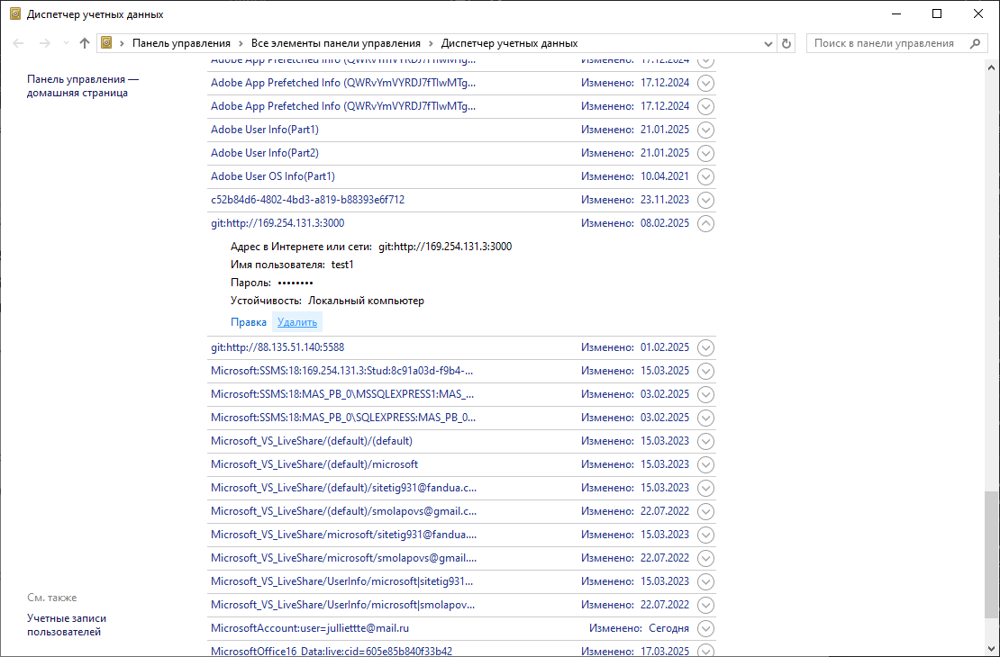 Диспетчер учетных данных
Панель управления › Все элементы панели управления › Диспетчер учетных данных
Поиск в панели управления
Панель управления —
домашняя страница
Adobe App Prefetched Info (QWRvYmVYRDJ7fTIwMTg... Изменено: 17.12.2024
Adobe App Prefetched Info (QWRvYmVYRDJ7fTIwMTg... Изменено: 17.12.2024
Adobe App Prefetched Info (QWRvYmVYRDJ7fTIwMTg... Изменено: 17.12.2024
Adobe User Info(Part1) Изменено: 21.01.2025
Adobe User Info(Part2) Изменено: 21.01.2025
Adobe User OS Info(Part1) Изменено: 10.04.2021
c52b84d6-4802-4bd3-a819-b88393e6f712 Изменено: 23.11.2023
git:http://169.254.131.3:3000 Изменено: 08.02.2025
Адрес в Интернете или сети: git:http://169.254.131.3:3000
Имя пользователя: test1
Пароль: ••••••••
Устойчивость: Локальный компьютер
Правка Удалить
git:http://88.135.51.140:5588 Изменено: 01.02.2025
Microsoft:SSMS:18:169.254.131.3:Stud:8c91a03d-f9b4-... Изменено: 15.03.2025
Microsoft:SSMS:18:MAS_PB_0\MSSQLEXPRESS1:MAS_... Изменено: 03.02.2025
Microsoft:SSMS:18:MAS_PB_0\SQLEXPRESS:MAS_PB_0... Изменено: 03.02.2025
Microsoft_VS_LiveShare/(default)/(default) Изменено: 15.03.2023
Microsoft_VS_LiveShare/(default)/microsoft Изменено: 15.03.2023
Microsoft_VS_LiveShare/(default)/sitetig931@fandua.c... Изменено: 15.03.2023
Microsoft_VS_LiveShare/(default)/smolapovs@gmail.c... Изменено: 22.07.2022
Microsoft_VS_LiveShare/microsoft/sitetig931@fandua.... Изменено: 15.03.2023
Microsoft_VS_LiveShare/microsoft/smolapovs@gmail.... Изменено: 22.07.2022
Microsoft_VS_LiveShare/UserInfo/microsoft|sitetig931... Изменено: 15.03.2023
Microsoft_VS_LiveShare/UserInfo/microsoft|smolapov... Изменено: 22.07.2022
MicrosoftAccount:user=julliettte@mail.ru Изменено: Сегодня
MicrosoftOffice16_Data:live:cid=605e85b840f33b42 Изменено: 17.03.2025
См. также
Учетные записи
пользователей